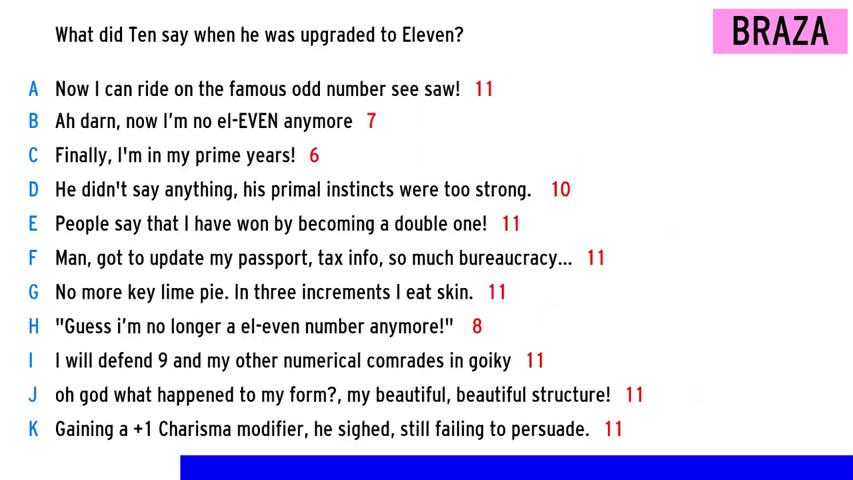 What did Ten say when he was upgraded to Eleven?
BRAZA
A Now I can ride on the famous odd number see saw! 11
B Ah darn, now I'm no el-EVEN anymore 7
C Finally, I'm in my prime years! 6
D He didn't say anything, his primal instincts were too strong. 10
E People say that I have won by becoming a double one! 11
F Man, got to update my passport, tax info, so much bureaucracy... 11
G No more key lime pie. In three increments I eat skin. 11
H "Guess i'm no longer a el-even number anymore!" 8
I I will defend 9 and my other numerical comrades in goiky 11
J oh god what happened to my form?, my beautiful, beautiful structure! 11
K Gaining a +1 Charisma modifier, he sighed, still failing to persuade. 11